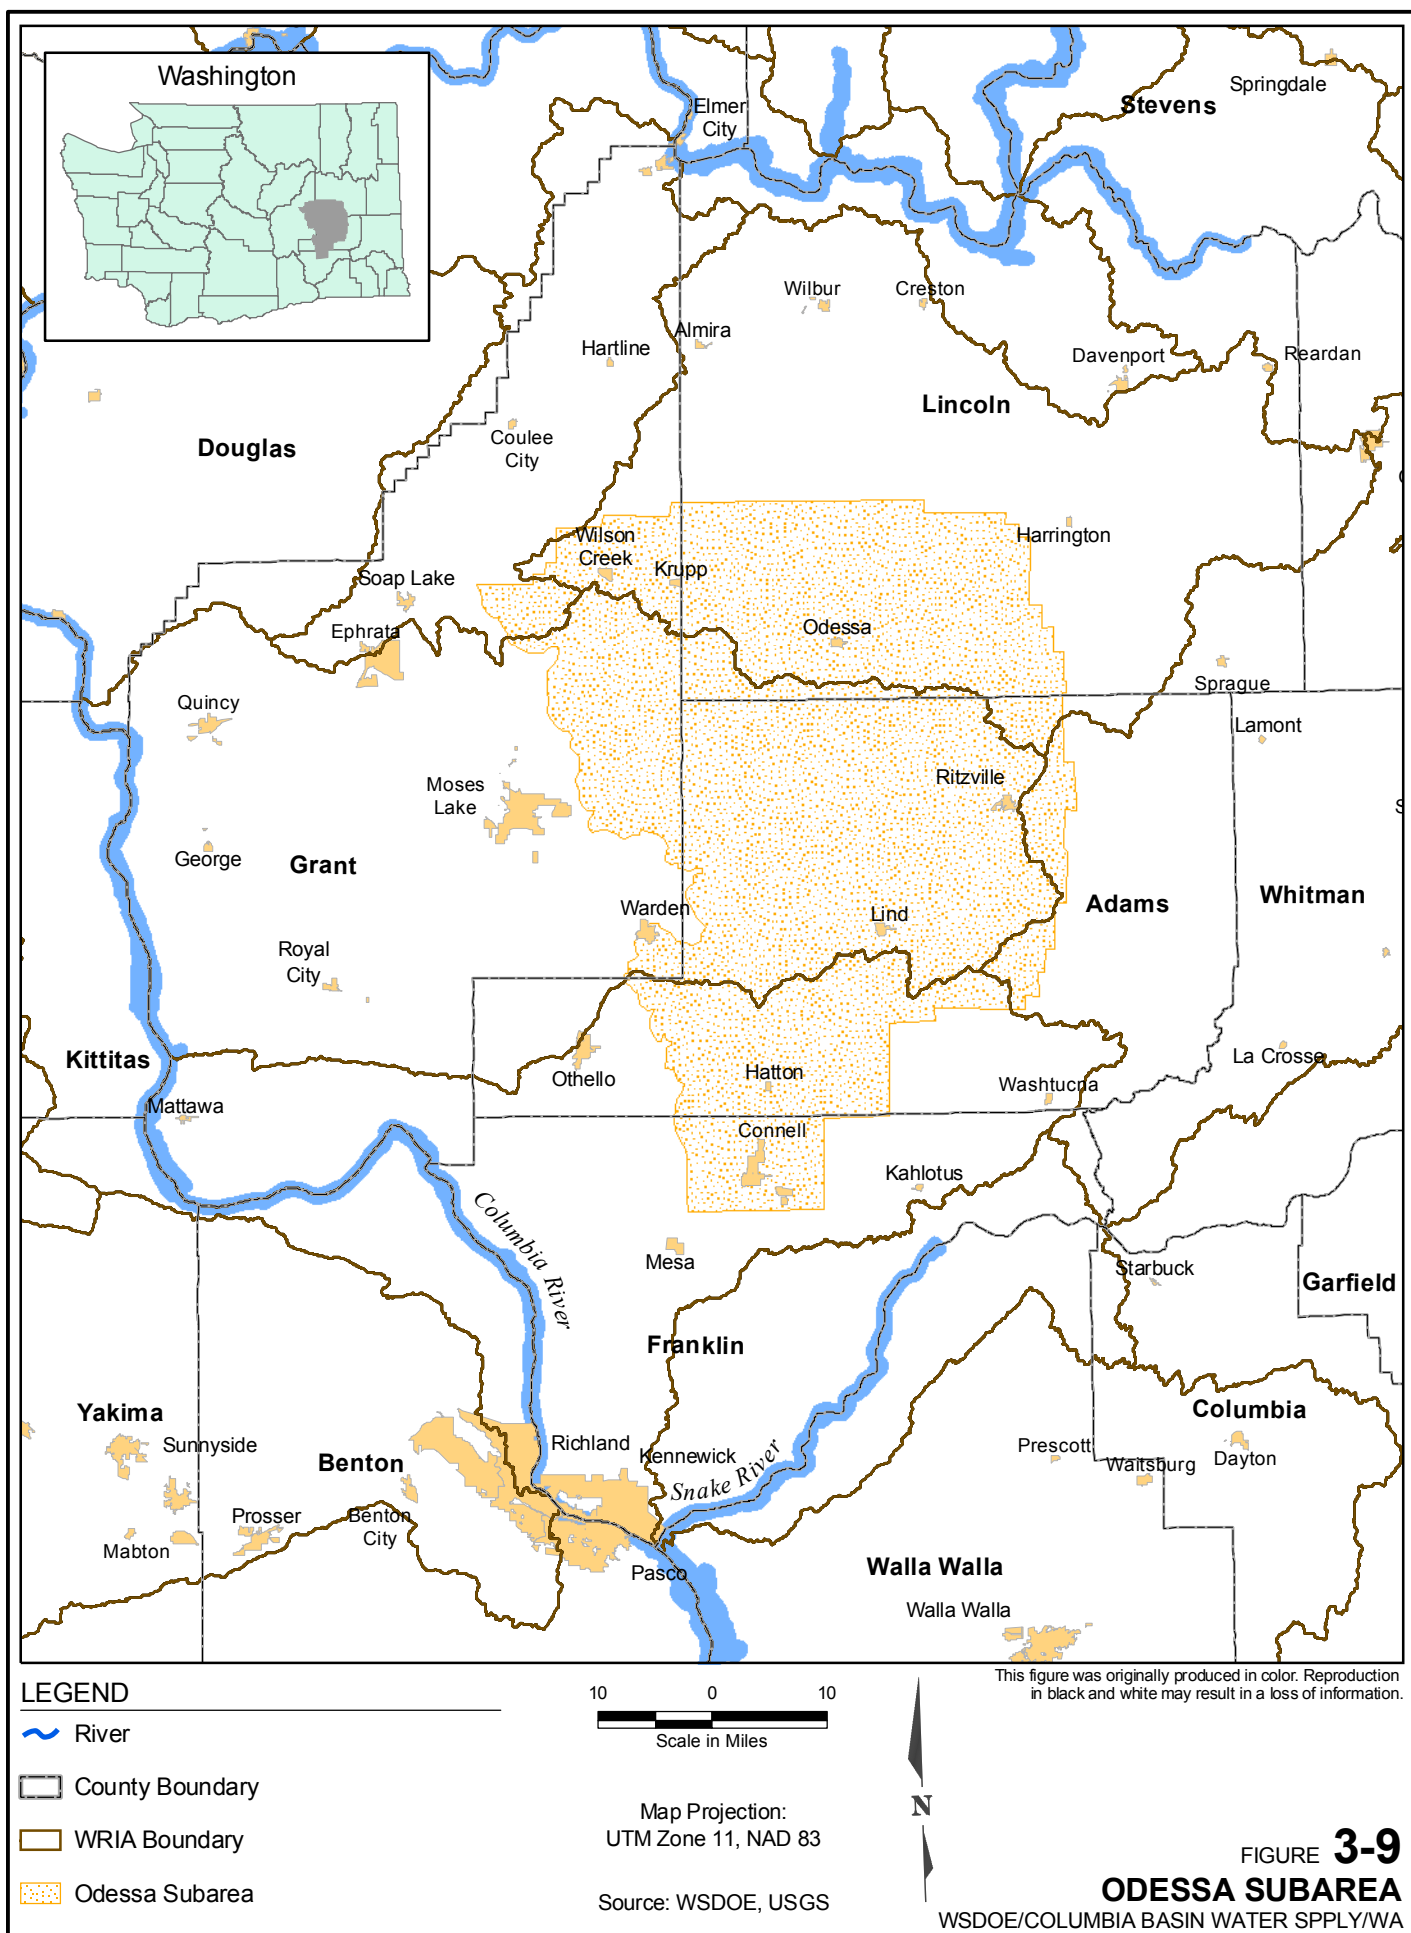 Washington
Elmer
City
Springdale
Stevens
Wilbur
Creston
Almira
Hartline
Davenport
Reardan
Lincoln
Coulee
City
Douglas
Wilson
Creek
Krupp
Harrington
Soap Lake
Ephrata
Odessa
Sprague
Quincy
Lamont
Moses
Lake
Ritzville
George
Grant
Adams
Whitman
Warden
Lind
Royal
City
Kittitas
Othello
Hatton
Washtucna
La Crosse
Mattawa
Connell
Kahlotus
Columbia River
Mesa
Starbuck
Garfield
Franklin
Yakima
Sunnyside
Benton
Richland
Kennewick
Snake River
Columbia
Prescott
Waitsburg
Dayton
Prosser
Benton
City
Mabton
Pasco
Walla Walla
Walla Walla
This figure was originally produced in color. Reproduction
in black and white may result in a loss of information.
LEGEND
River
County Boundary
WRIA Boundary
Odessa Subarea
10 0 10
Scale in Miles
Map Projection:
UTM Zone 11, NAD 83
Source: WSDOE, USGS
N
FIGURE 3-9
ODESSA SUBAREA
WSDOE/COLUMBIA BASIN WATER SPPLY/WA